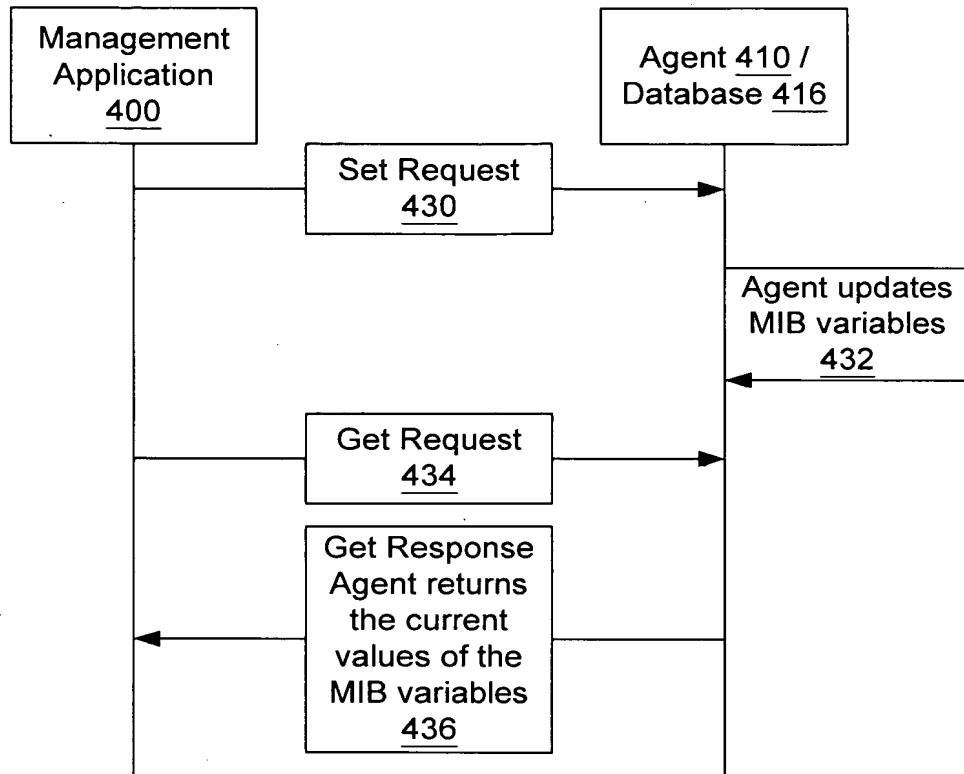 Management
Application
400
Agent 410 /
Database 416
Set Request
430
Agent updates
MIB variables
432
Get Request
434
Get Response
Agent returns
the current
values of the
MIB variables
436